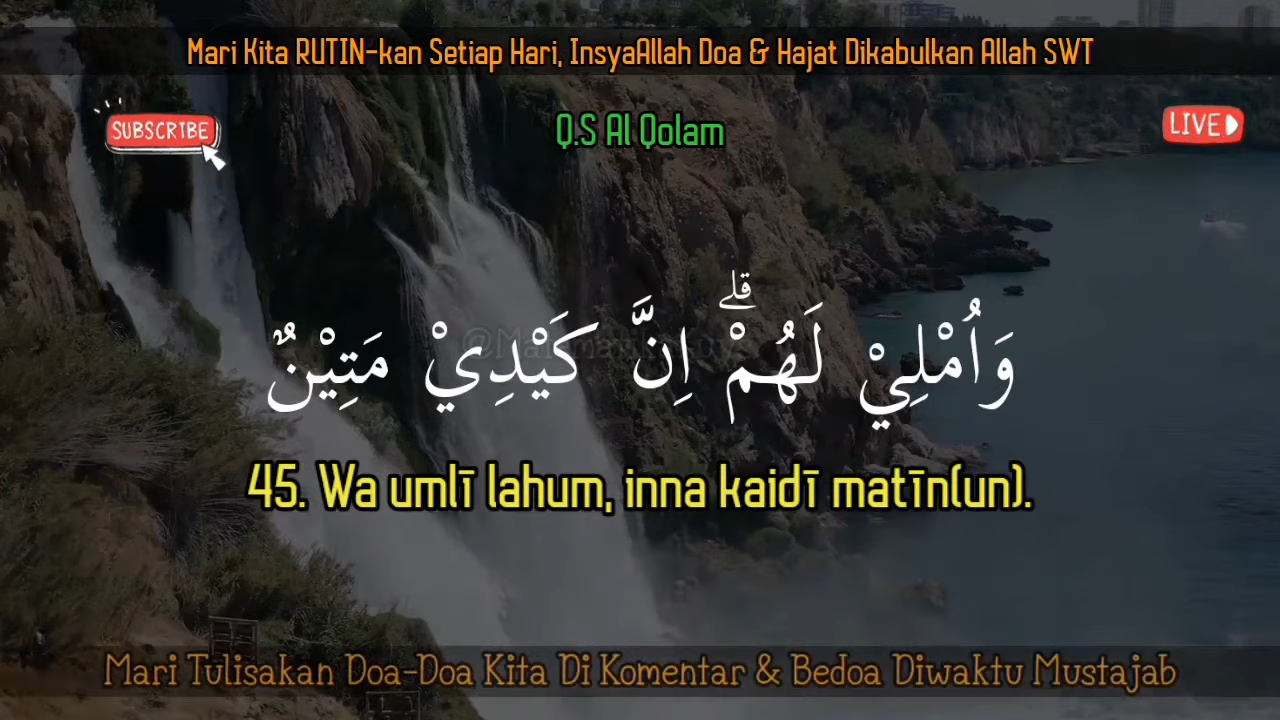 Mari Kita RUTIN-kan Setiap Hari, InsyaAllah Doa & Hajat Dikabulkan Allah SWT
SUBSCRIBE
Q.S Al Qolam
LIVE
وَاُمْلِيْ لَهُمْۗ اِنَّ كَيْدِيْ مَتِيْنٌ
45. Wa umlī lahum, inna kaidī matīn(un).
Mari Tulisakan Doa-Doa Kita Di Komentar & Bedoa Diwaktu Mustajab